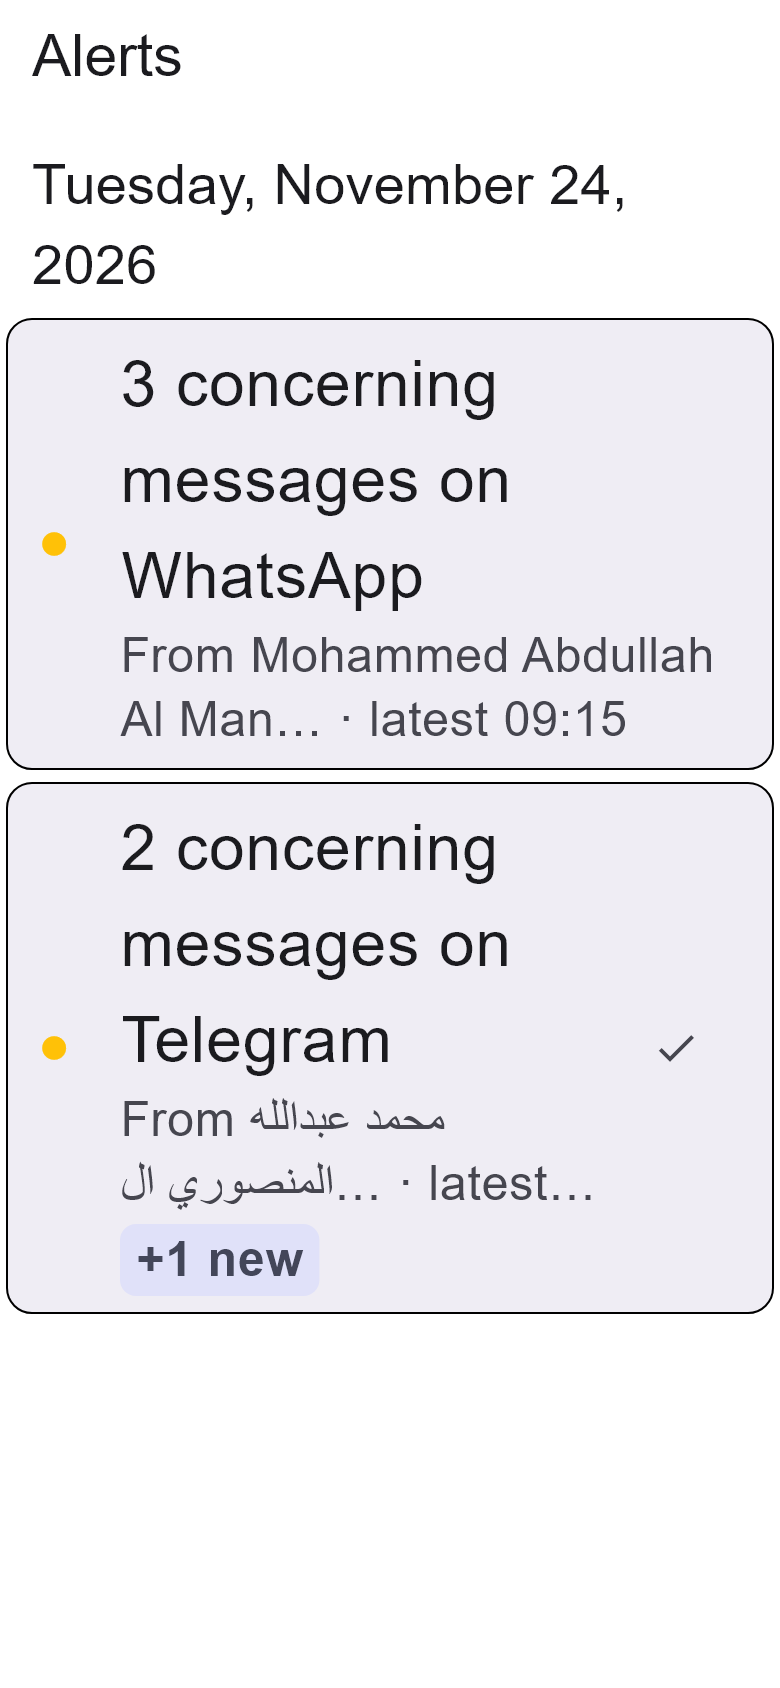 Alerts
Tuesday, November 24,
2026
3 concerning
messages on
WhatsApp
From Mohammed Abdullah
Al Man… · latest 09:15
2 concerning
messages on
Telegram
From محمد عبدالله
المنصوري ال… · latest…
+1 new